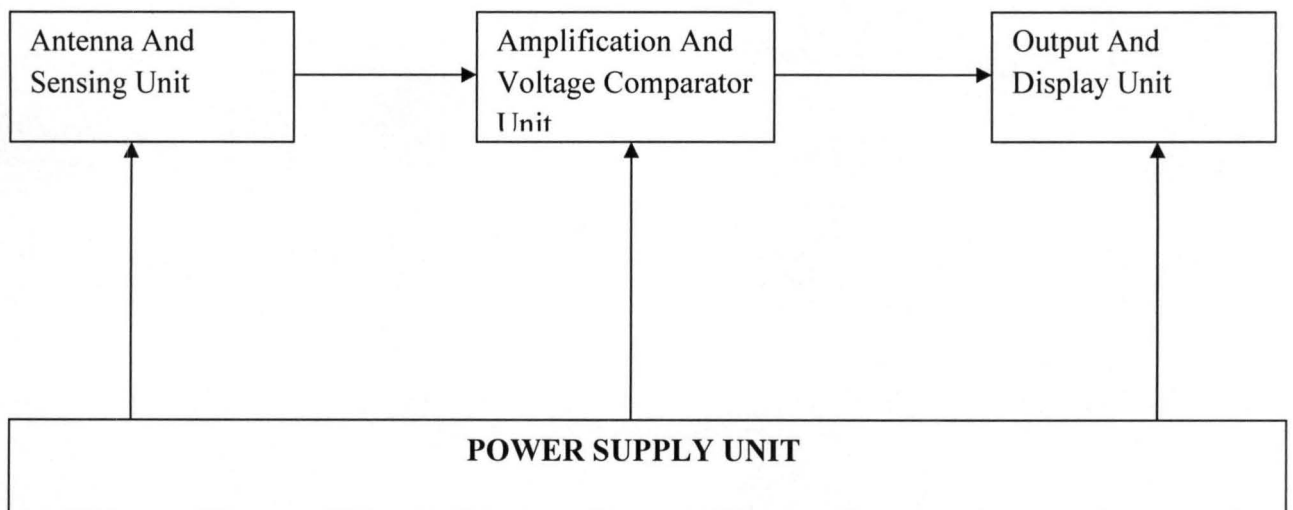 Antenna And
Sensing Unit
Amplification And
Voltage Comparator
Unit
Output And
Display Unit
POWER SUPPLY UNIT